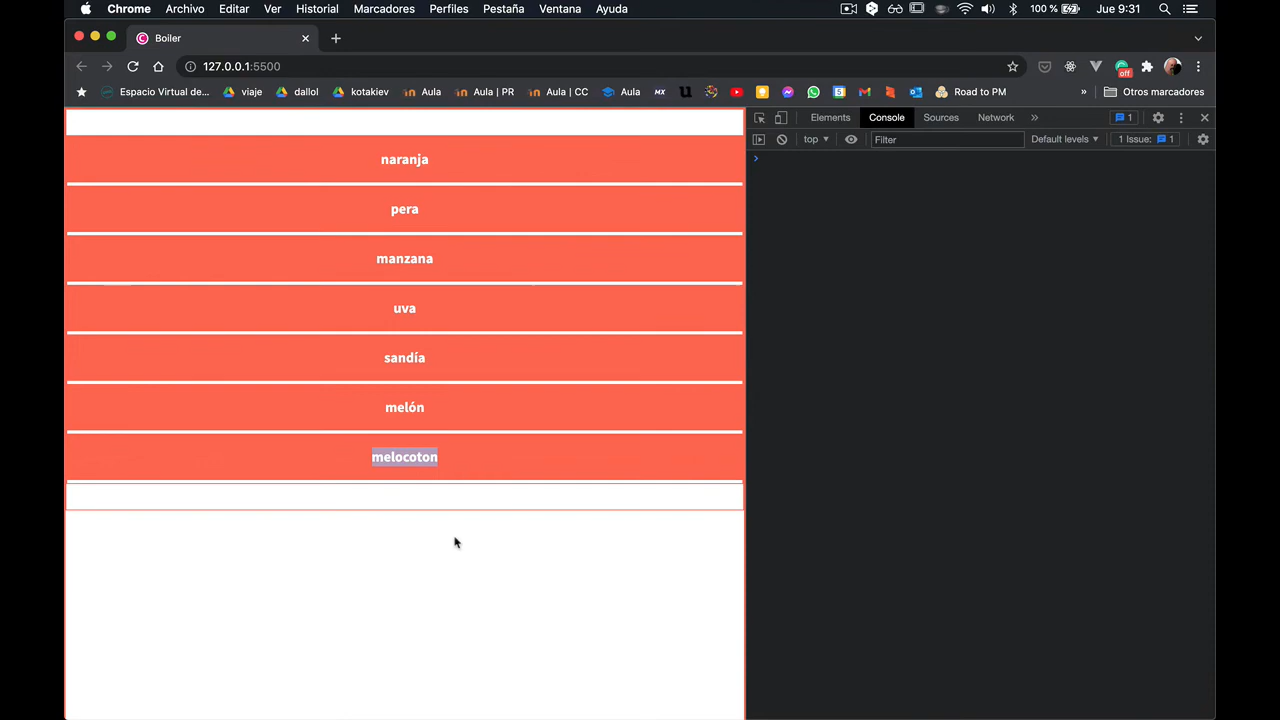 Chrome Archivo Editar Ver Historial Marcadores Perfiles Pestaña Ventana Ayuda 100 % Jue 9:31
Boiler
127.0.0.1:5500
off
Espacio Virtual de... viaje dallol kotakiev Aula Aula | PR Aula | CC Aula MX Road to PM » Otros marcadores
Elements Console Sources Network » 1
top Filter Default levels 1 Issue: 1
naranja
pera
manzana
uva
sandía
melón
melocoton